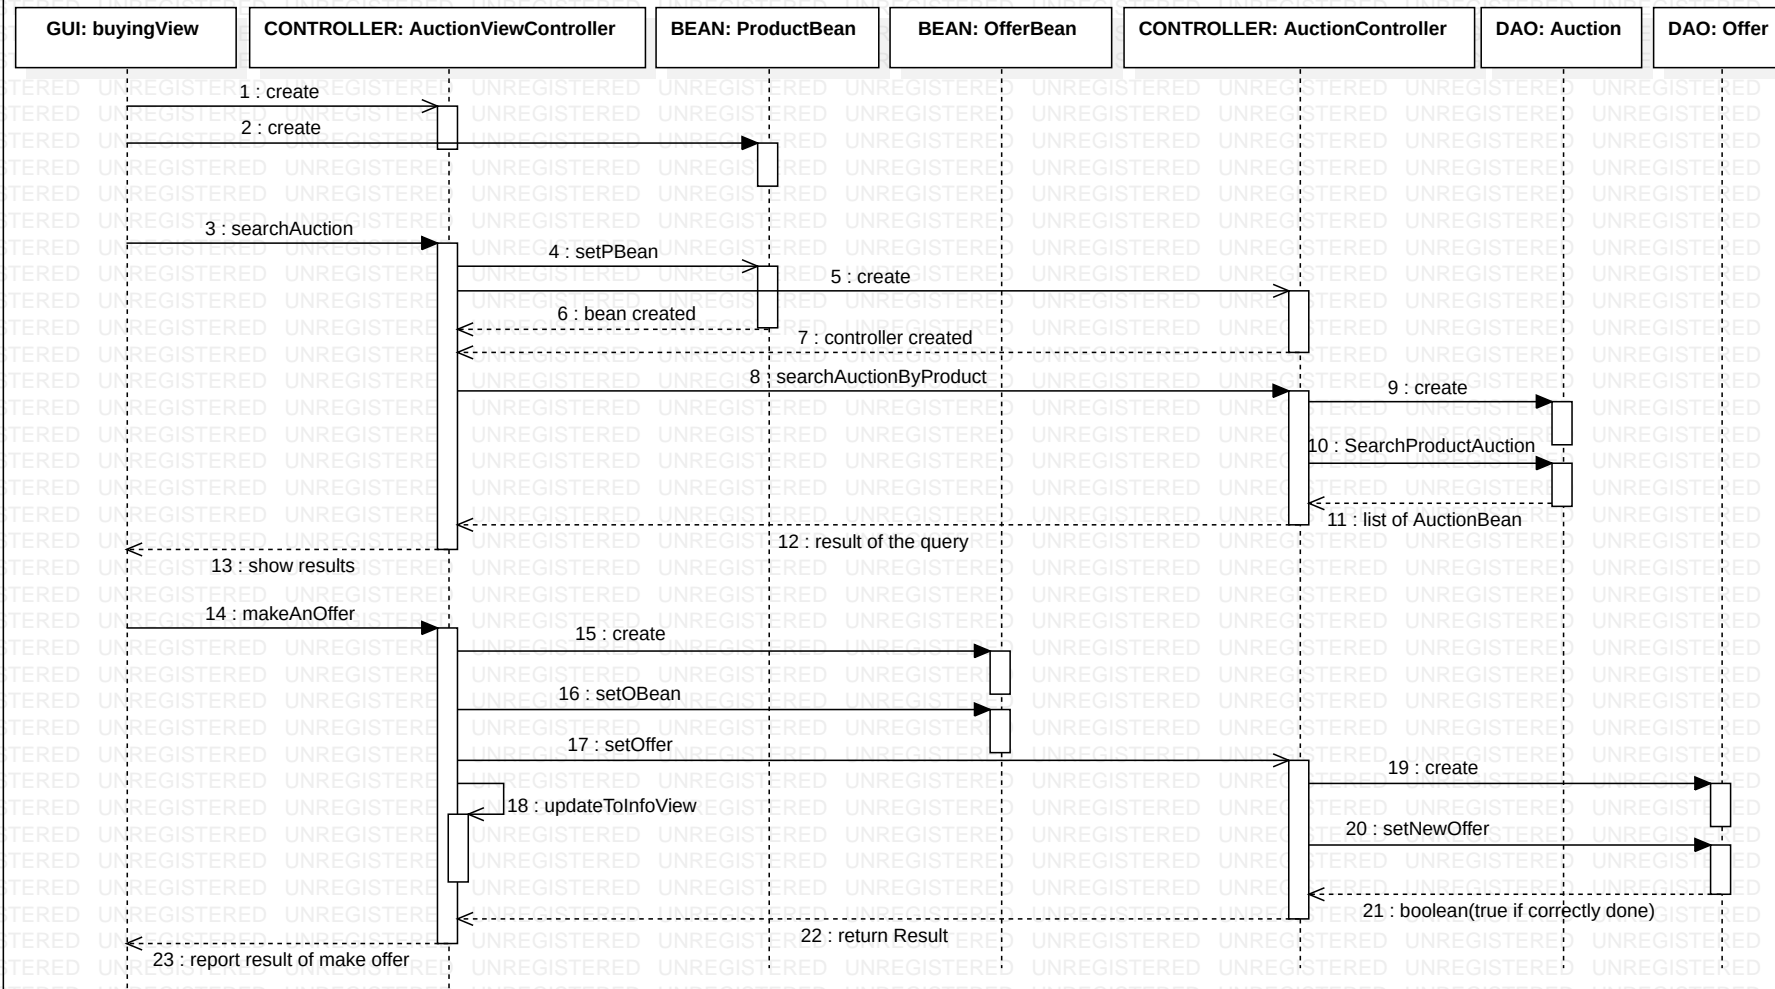 GUI: buyingView
CONTROLLER: AuctionViewController
BEAN: ProductBean
BEAN: OfferBean
CONTROLLER: AuctionController
DAO: Auction
DAO: Offer
1 : create
2 : create
3 : searchAuction
4 : setPBean
5 : create
6 : bean created
7 : controller created
8 : searchAuctionByProduct
9 : create
10 : SearchProductAuction
11 : list of AuctionBean
12 : result of the query
13 : show results
14 : makeAnOffer
15 : create
16 : setOBean
17 : setOffer
18 : updateToInfoView
19 : create
20 : setNewOffer
21 : boolean(true if correctly done)
22 : return Result
23 : report result of make offer
UNREGISTERED